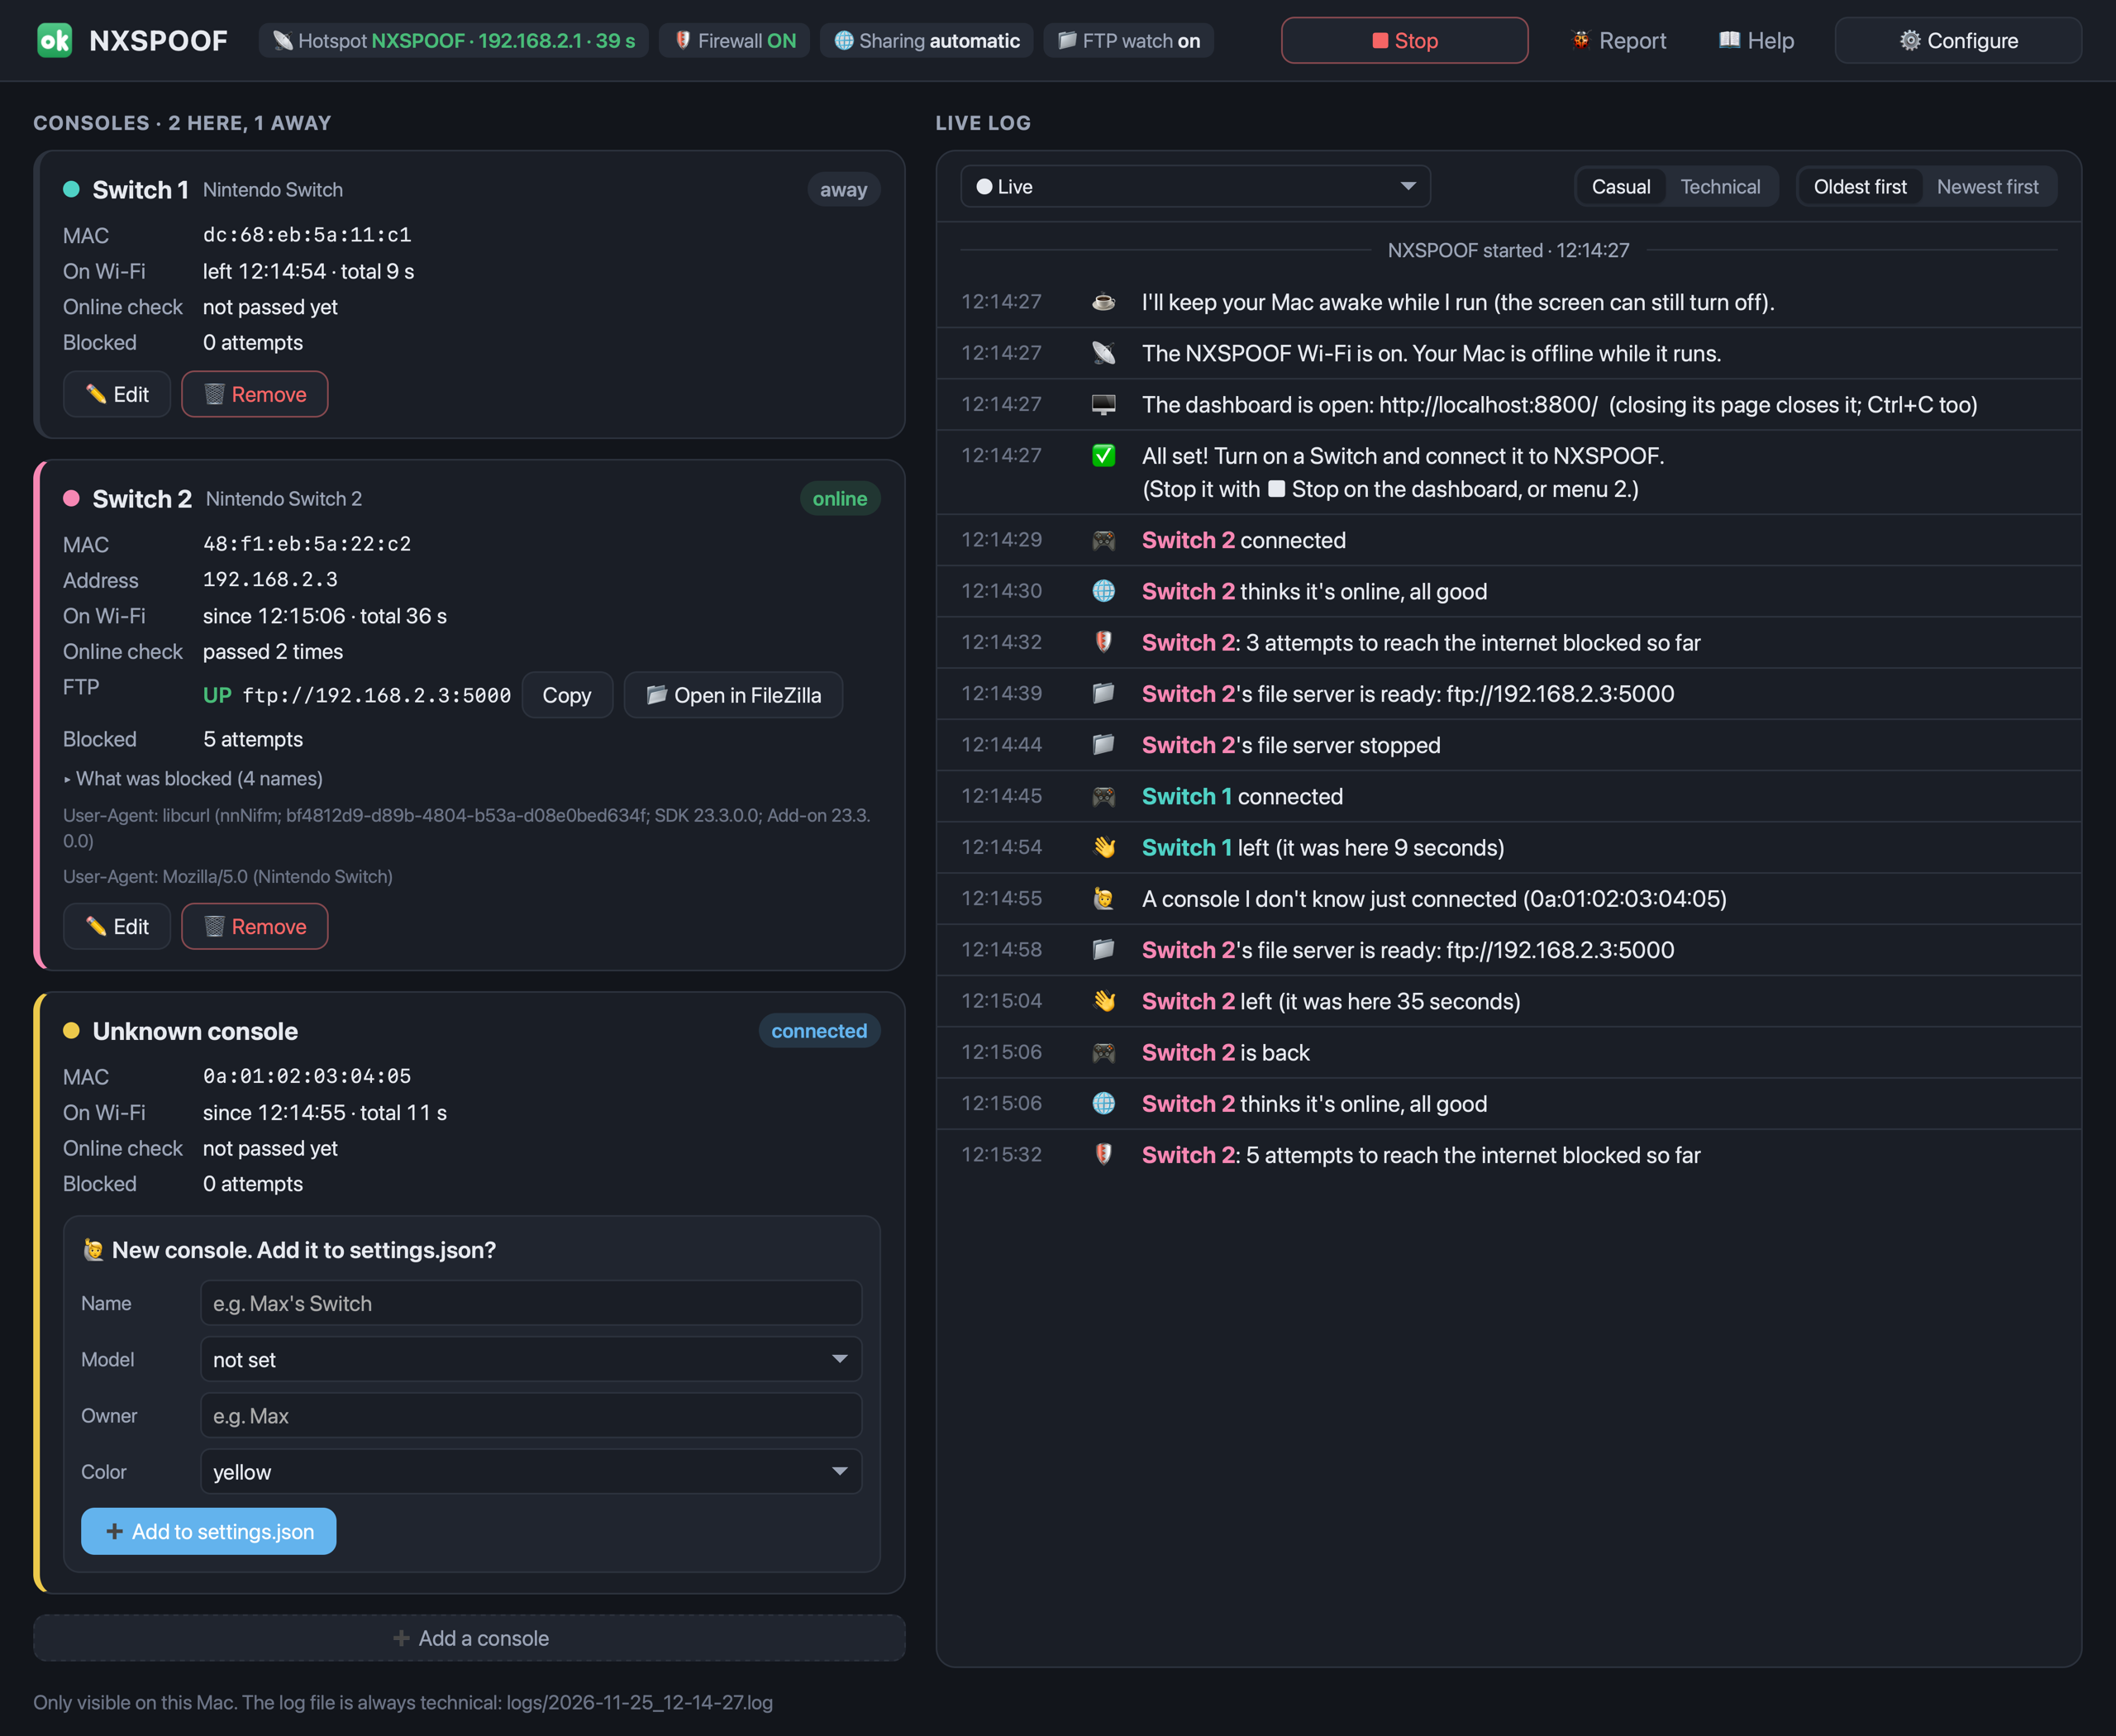 ok NXSPOOF
Hotspot NXSPOOF · 192.168.2.1 · 39 s
Firewall ON
Sharing automatic
FTP watch on
Stop
Report
Help
Configure
CONSOLES · 2 HERE, 1 AWAY
Switch 1 Nintendo Switch away
MAC dc:68:eb:5a:11:c1
On Wi-Fi left 12:14:54 · total 9 s
Online check not passed yet
Blocked 0 attempts
Edit Remove
Switch 2 Nintendo Switch 2 online
MAC 48:f1:eb:5a:22:c2
Address 192.168.2.3
On Wi-Fi since 12:15:06 · total 36 s
Online check passed 2 times
FTP UP ftp://192.168.2.3:5000 Copy Open in FileZilla
Blocked 5 attempts
What was blocked (4 names)
User-Agent: libcurl (nnNifm; bf4812d9-d89b-4804-b53a-d08e0bed634f; SDK 23.3.0.0; Add-on 23.3.
0.0)
User-Agent: Mozilla/5.0 (Nintendo Switch)
Edit Remove
Unknown console connected
MAC 0a:01:02:03:04:05
On Wi-Fi since 12:14:55 · total 11 s
Online check not passed yet
Blocked 0 attempts
New console. Add it to settings.json?
Name e.g. Max's Switch
Model not set
Owner e.g. Max
Color yellow
Add to settings.json
Add a console
LIVE LOG
Live
Casual Technical
Oldest first Newest first
NXSPOOF started · 12:14:27
12:14:27 I'll keep your Mac awake while I run (the screen can still turn off).
12:14:27 The NXSPOOF Wi-Fi is on. Your Mac is offline while it runs.
12:14:27 The dashboard is open: http://localhost:8800/ (closing its page closes it; Ctrl+C too)
12:14:27 All set! Turn on a Switch and connect it to NXSPOOF.
(Stop it with Stop on the dashboard, or menu 2.)
12:14:29 Switch 2 connected
12:14:30 Switch 2 thinks it's online, all good
12:14:32 Switch 2: 3 attempts to reach the internet blocked so far
12:14:39 Switch 2's file server is ready: ftp://192.168.2.3:5000
12:14:44 Switch 2's file server stopped
12:14:45 Switch 1 connected
12:14:54 Switch 1 left (it was here 9 seconds)
12:14:55 A console I don't know just connected (0a:01:02:03:04:05)
12:14:58 Switch 2's file server is ready: ftp://192.168.2.3:5000
12:15:04 Switch 2 left (it was here 35 seconds)
12:15:06 Switch 2 is back
12:15:06 Switch 2 thinks it's online, all good
12:15:32 Switch 2: 5 attempts to reach the internet blocked so far
Only visible on this Mac. The log file is always technical: logs/2026-11-25_12-14-27.log